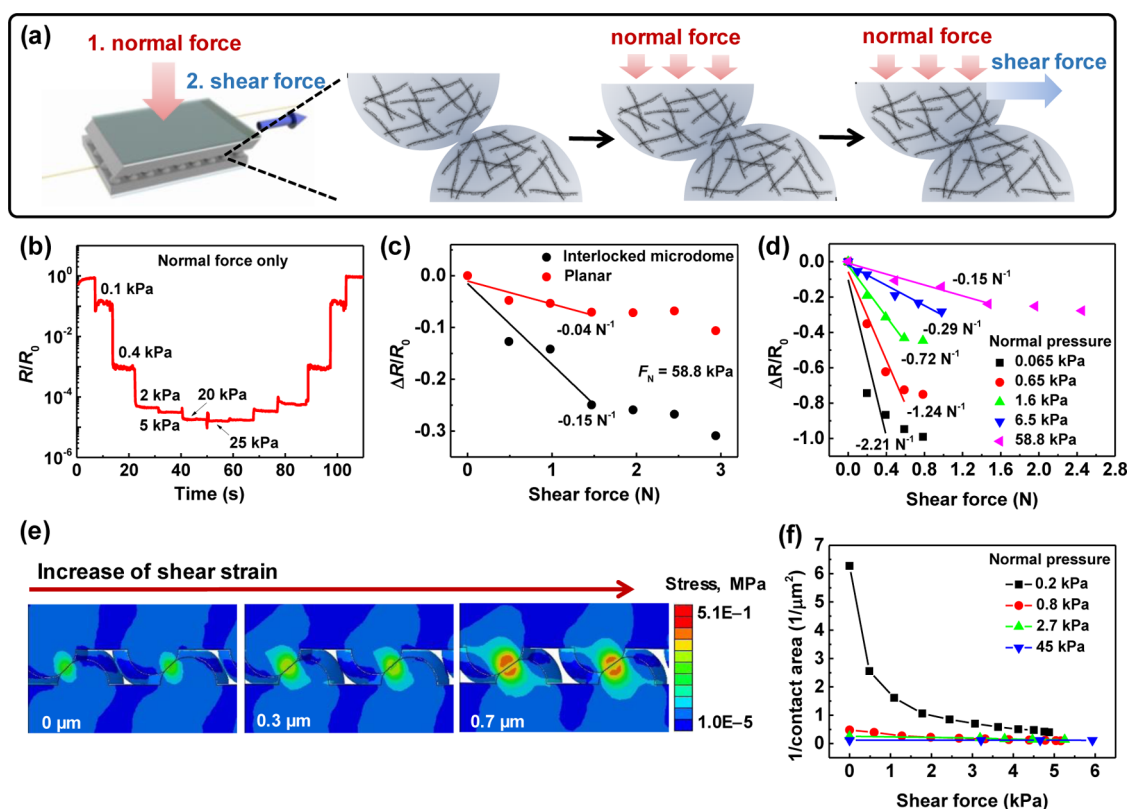 (a)
1. normal force
2. shear force
normal force
normal force
shear force
(b)
Normal force only
R/R0
10^0
10^-2
10^-4
10^-6
0.1 kPa
0.4 kPa
2 kPa
20 kPa
5 kPa
25 kPa
0 20 40 60 80 100
Time (s)
(c)
Interlocked microdome
Planar
ΔR/R0
0.0
-0.1
-0.2
-0.3
-0.04 N^-1
FN = 58.8 kPa
-0.15 N^-1
0 1 2 3
Shear force (N)
(d)
ΔR/R0
0.0
-0.2
-0.4
-0.6
-0.8
-1.0
-0.15 N^-1
-0.29 N^-1
-0.72 N^-1
-1.24 N^-1
-2.21 N^-1
Normal pressure
0.065 kPa
0.65 kPa
1.6 kPa
6.5 kPa
58.8 kPa
0.0 0.4 0.8 1.2 1.6 2.0 2.4
Shear force (N)
(e)
Increase of shear strain
Stress, MPa
5.1E–1
1.0E–5
0 μm
0.3 μm
0.7 μm
(f)
1/contact area (1/μm²)
7
6
5
4
3
2
1
0
Normal pressure
0.2 kPa
0.8 kPa
2.7 kPa
45 kPa
0 1 2 3 4 5 6
Shear force (kPa)